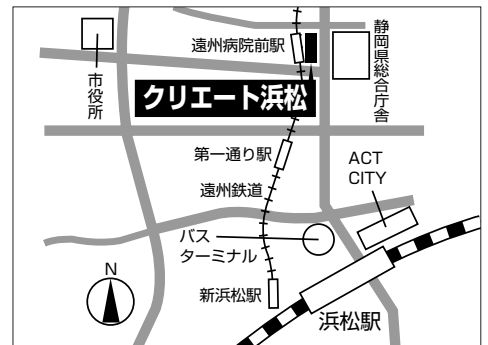 遠州病院前駅
静岡県総合庁舎
市役所
クリエート浜松
第一通り駅
ACT
CITY
遠州鉄道
バス
ターミナル
N
新浜松駅
浜松駅